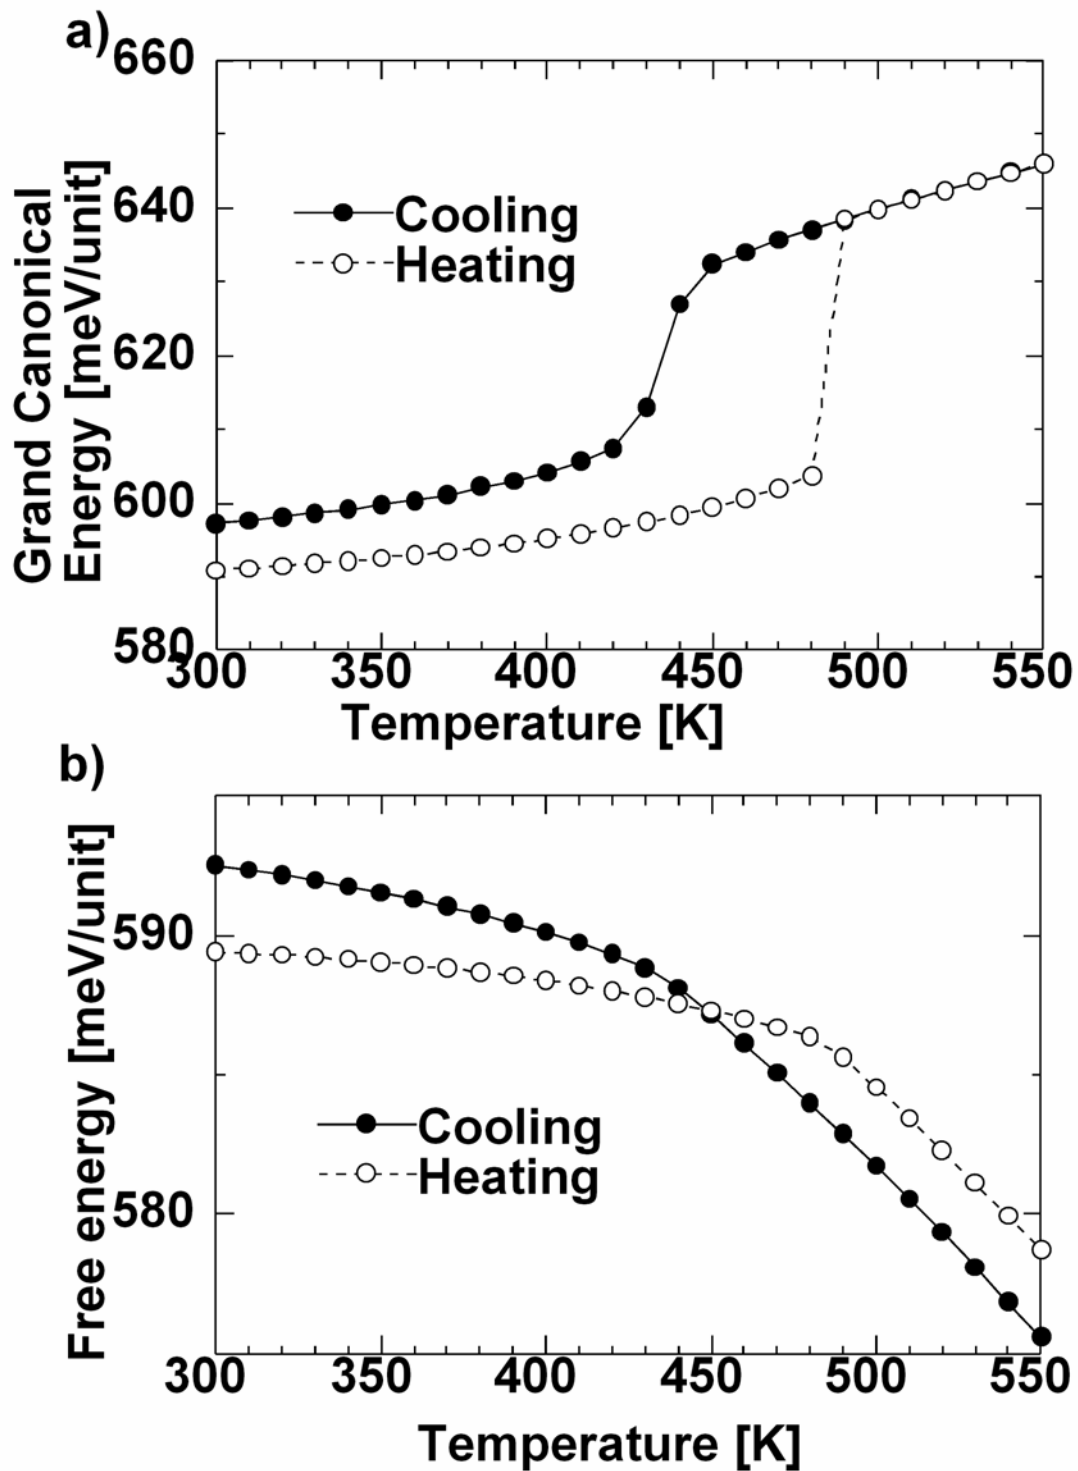 a)
660
640
620
600
580
Grand Canonical
Energy [meV/unit]
Cooling
Heating
300 350 400 450 500 550
Temperature [K]
b)
590
580
Free energy [meV/unit]
Cooling
Heating
300 350 400 450 500 550
Temperature [K]